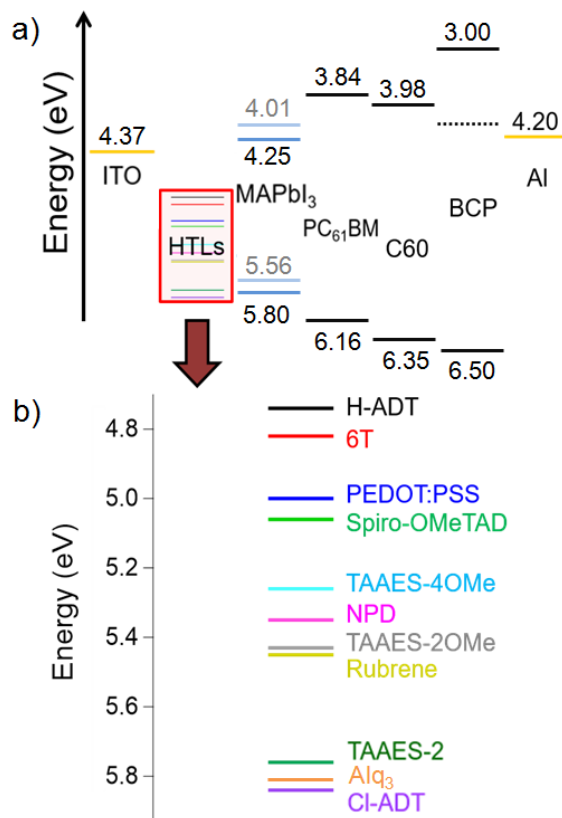 a)
Energy (eV)
3.00
3.84
3.98
4.01
4.37
4.20
4.25
ITO
MAPbI₃
Al
HTLs
PC₆₁BM
C60
BCP
5.56
5.80
6.16
6.35
6.50
b)
Energy (eV)
4.8
5.0
5.2
5.4
5.6
5.8
H-ADT
6T
PEDOT:PSS
Spiro-OMeTAD
TAAES-4OMe
NPD
TAAES-2OMe
Rubrene
TAAES-2
Alq₃
Cl-ADT